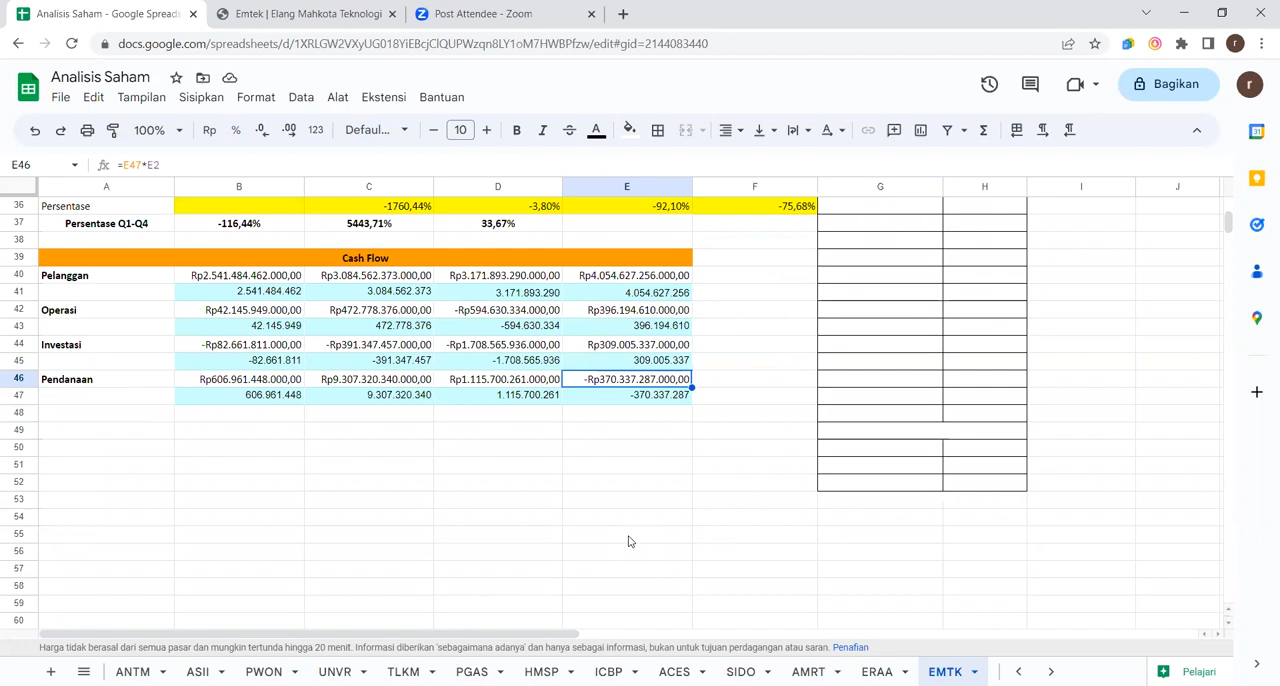 Analisis Saham - Google Spreads
Emtek | Elang Mahkota Teknologi
Post Attendee - Zoom
docs.google.com/spreadsheets/d/1XRLGW2VXyUG018YiEBcjClQUPWzqn8LY1oM7HWBPfzw/edit#gid=2144083440
Analisis Saham
File Edit Tampilan Sisipkan Format Data Alat Ekstensi Bantuan
Bagikan
r
100% Rp % .0 .00 123 Defaul... 10 B I A
E46 fx =E47*E2
A B C D E F G H I J
36 Persentase -1760,44% -3,80% -92,10% -75,68%
37 Persentase Q1-Q4 -116,44% 5443,71% 33,67%
38
39 Cash Flow
40 Pelanggan Rp2.541.484.462.000,00 Rp3.084.562.373.000,00 Rp3.171.893.290.000,00 Rp4.054.627.256.000,00
41 2.541.484.462 3.084.562.373 3.171.893.290 4.054.627.256
42 Operasi Rp42.145.949.000,00 Rp472.778.376.000,00 -Rp594.630.334.000,00 Rp396.194.610.000,00
43 42.145.949 472.778.376 -594.630.334 396.194.610
44 Investasi -Rp82.661.811.000,00 -Rp391.347.457.000,00 -Rp1.708.565.936.000,00 Rp309.005.337.000,00
45 -82.661.811 -391.347.457 -1.708.565.936 309.005.337
46 Pendanaan Rp606.961.448.000,00 Rp9.307.320.340.000,00 Rp1.115.700.261.000,00 -Rp370.337.287.000,00
47 606.961.448 9.307.320.340 1.115.700.261 -370.337.287
48
49
50
51
52
53
54
55
56
57
58
59
60
Harga tidak berasal dari semua pasar dan mungkin tertunda hingga 20 menit. Informasi diberikan 'sebagaimana adanya' dan hanya sebagai informasi, bukan untuk tujuan perdagangan atau saran. Penafian
ANTM ASII PWON UNVR TLKM PGAS HMSP ICBP ACES SIDO AMRT ERAA EMTK Pelajari